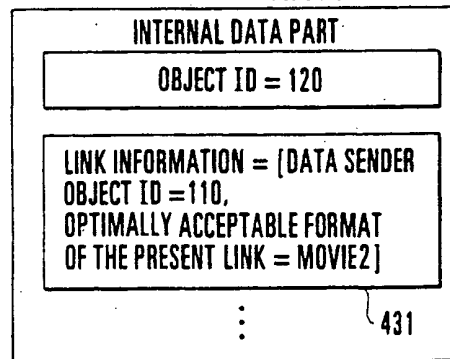 INTERNAL DATA PART
OBJECT ID = 120
LINK INFORMATION = [DATA SENDER
OBJECT ID =110,
OPTIMALLY ACCEPTABLE FORMAT
OF THE PRESENT LINK = MOVIE2]
431